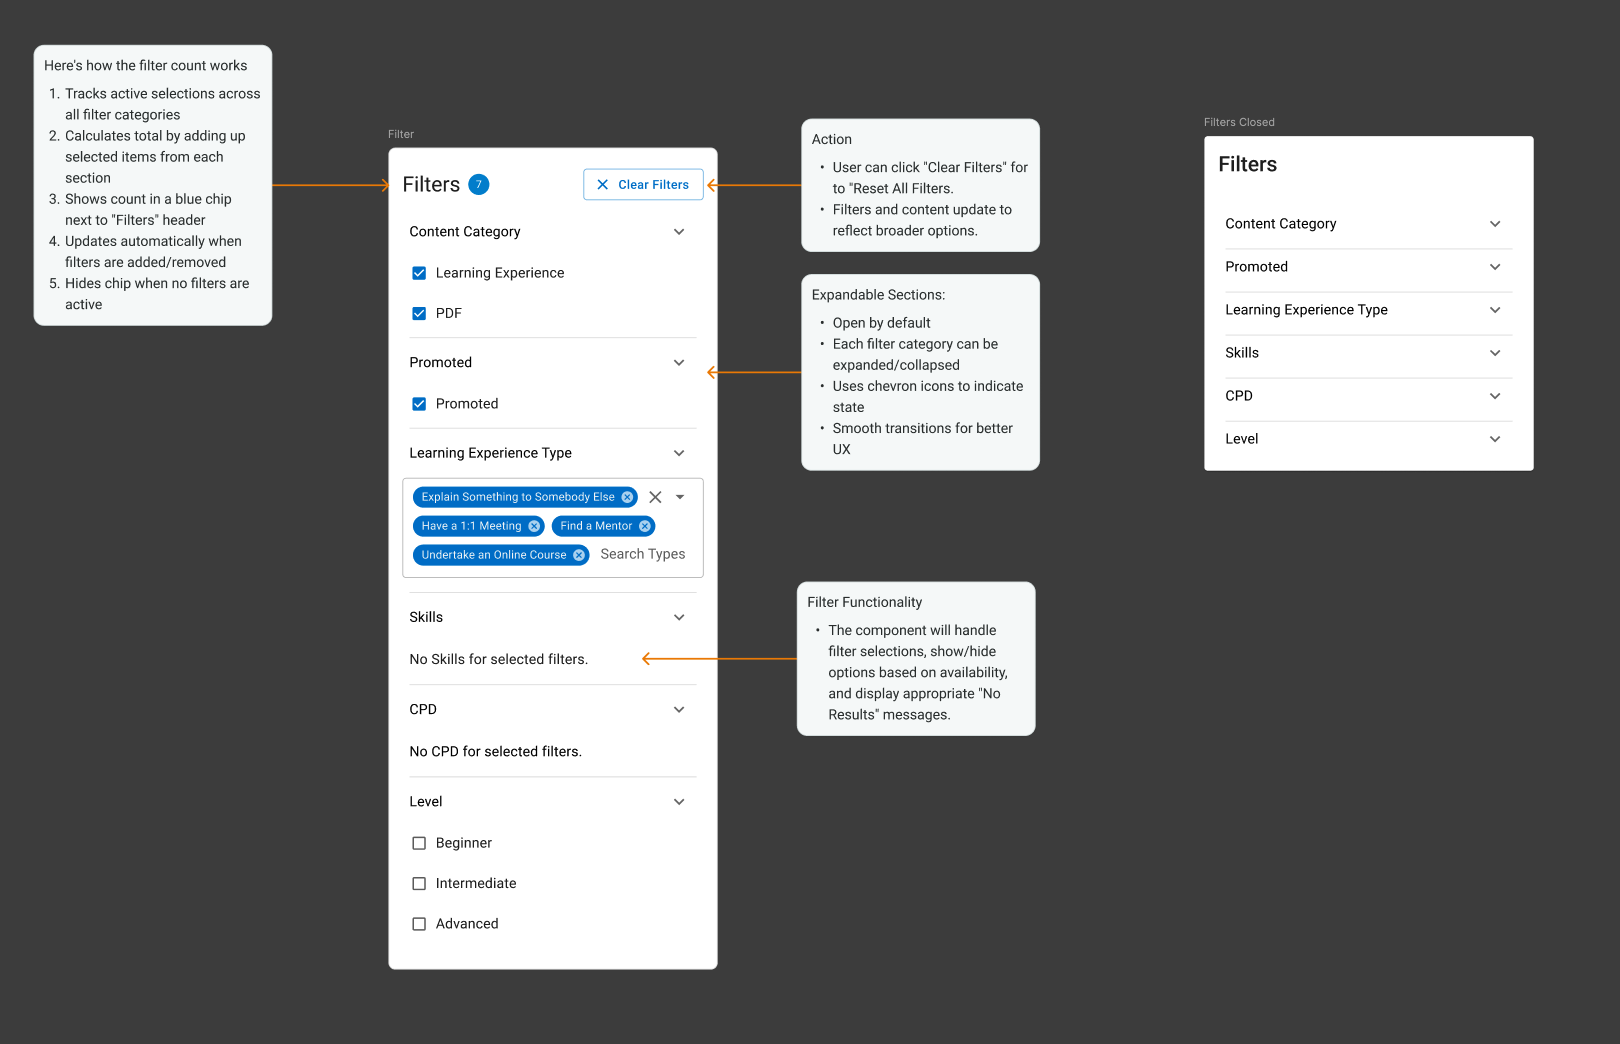 Here's how the filter count works
1. Tracks active selections across
all filter categories
2. Calculates total by adding up
selected items from each
section
3. Shows count in a blue chip
next to "Filters" header
4. Updates automatically when
filters are added/removed
5. Hides chip when no filters are
active
Filter
Filters 7
Clear Filters
Content Category
Learning Experience
PDF
Promoted
Promoted
Learning Experience Type
Explain Something to Somebody Else
Have a 1:1 Meeting
Find a Mentor
Undertake an Online Course
Search Types
Skills
No Skills for selected filters.
CPD
No CPD for selected filters.
Level
Beginner
Intermediate
Advanced
Action
• User can click "Clear Filters" for
to "Reset All Filters.
• Filters and content update to
reflect broader options.
Expandable Sections:
• Open by default
• Each filter category can be
expanded/collapsed
• Uses chevron icons to indicate
state
• Smooth transitions for better
UX
Filter Functionality
• The component will handle
filter selections, show/hide
options based on availability,
and display appropriate "No
Results" messages.
Filters Closed
Filters
Content Category
Promoted
Learning Experience Type
Skills
CPD
Level